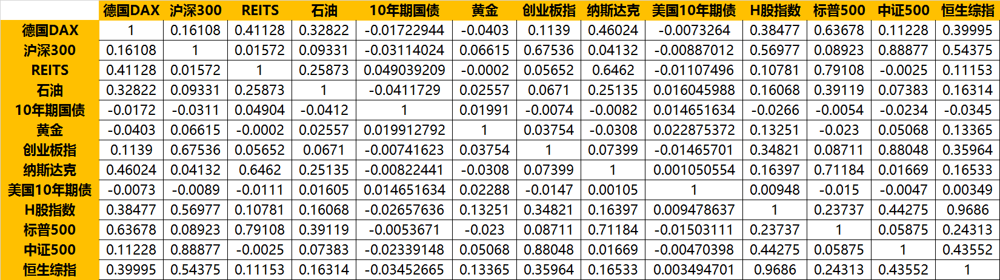 德国DAX 沪深300 REITS 石油 10年期国债 黄金 创业板指 纳斯达克 美国10年期债 H股指数 标普500 中证500 恒生综指
德国DAX 1 0.16108 0.41128 0.32822 -0.01722944 -0.0403 0.1139 0.46024 -0.0073264 0.38477 0.63678 0.11228 0.39995
沪深300 0.16108 1 0.01572 0.09331 -0.03114024 0.06615 0.67536 0.04132 -0.00887012 0.56977 0.08923 0.88877 0.54375
REITS 0.41128 0.01572 1 0.25873 0.049039209 -0.0002 0.05652 0.6462 -0.01107496 0.10781 0.79108 -0.0025 0.11153
石油 0.32822 0.09331 0.25873 1 -0.0411729 0.02557 0.0671 0.25135 0.016045988 0.16068 0.39119 0.07383 0.16314
10年期国债 -0.0172 -0.0311 0.04904 -0.0412 1 0.01991 -0.0074 -0.0082 0.014651634 -0.0266 -0.0054 -0.0234 -0.0345
黄金 -0.0403 0.06615 -0.0002 0.02557 0.019912792 1 0.03754 -0.0308 0.022875372 0.13251 -0.023 0.05068 0.13365
创业板指 0.1139 0.67536 0.05652 0.0671 -0.00741623 0.03754 1 0.07399 -0.01465701 0.34821 0.08711 0.88048 0.35964
纳斯达克 0.46024 0.04132 0.6462 0.25135 -0.00822441 -0.0308 0.07399 1 0.001050554 0.16397 0.71184 0.01669 0.16533
美国10年期债 -0.0073 -0.0089 -0.0111 0.01605 0.014651634 0.02288 -0.0147 0.00105 1 0.00948 -0.015 -0.0047 0.00349
H股指数 0.38477 0.56977 0.10781 0.16068 -0.02657636 0.13251 0.34821 0.16397 0.009478637 1 0.23737 0.44275 0.9686
标普500 0.63678 0.08923 0.79108 0.39119 -0.0053671 -0.023 0.08711 0.71184 -0.01503111 0.23737 1 0.05875 0.24313
中证500 0.11228 0.88877 -0.0025 0.07383 -0.02339148 0.05068 0.88048 0.01669 -0.00470398 0.44275 0.05875 1 0.43552
恒生综指 0.39995 0.54375 0.11153 0.16314 -0.03452665 0.13365 0.35964 0.16533 0.003494701 0.9686 0.24313 0.43552 1